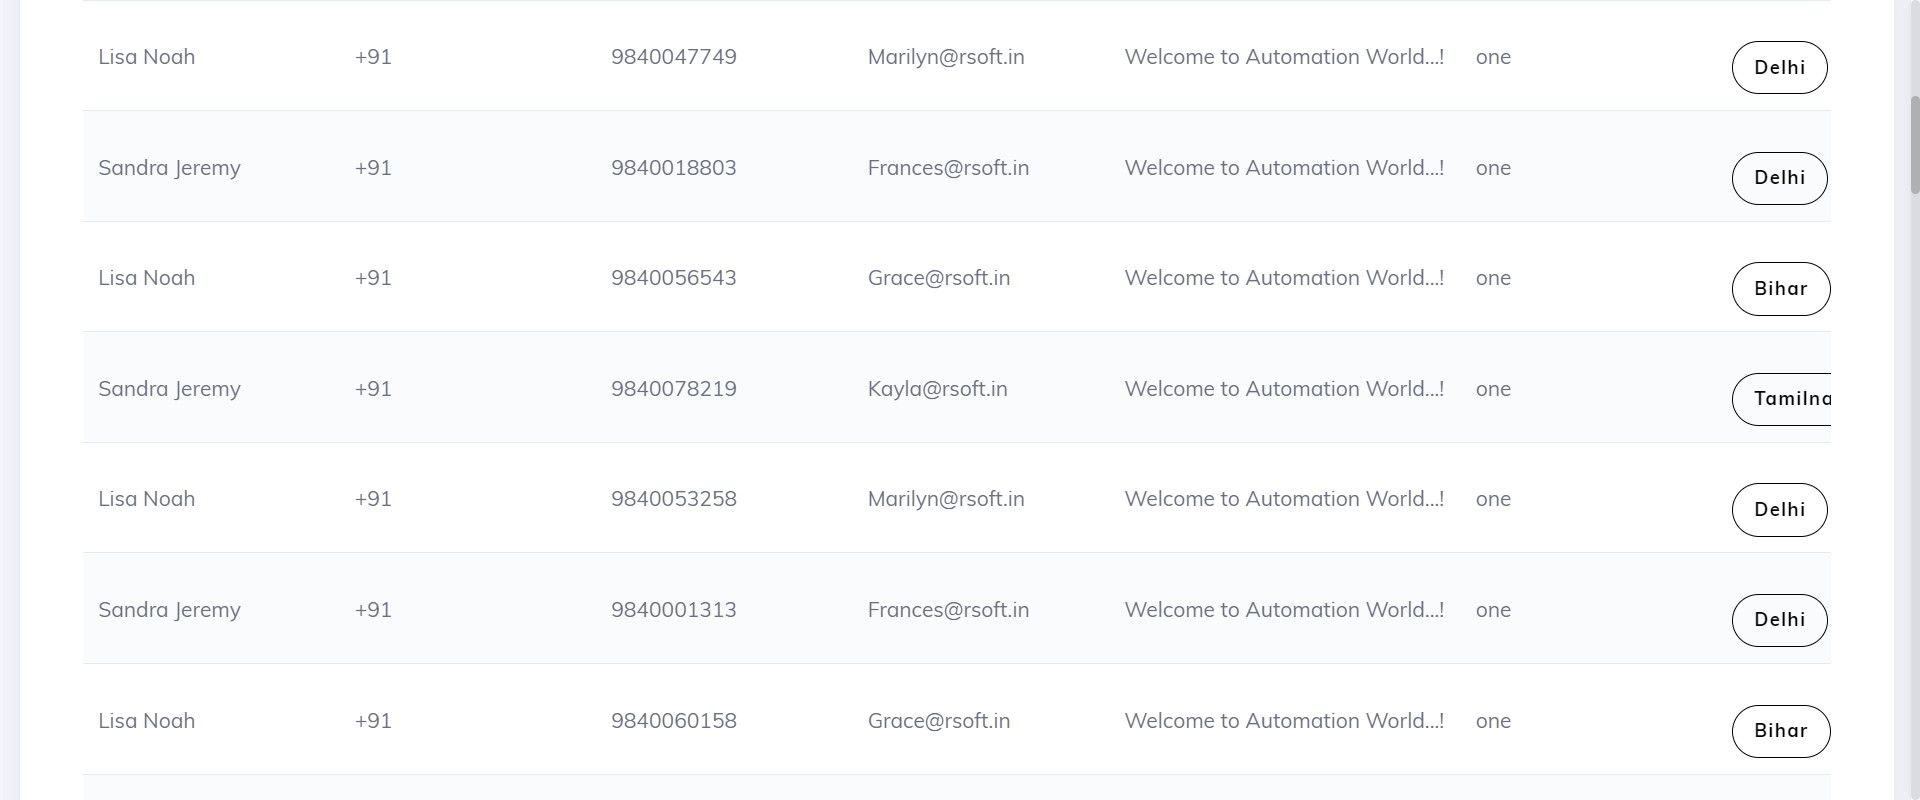 Lisa Noah +91 9840047749 Marilyn@rsoft.in Welcome to Automation World...! one Delhi
Sandra Jeremy +91 9840018803 Frances@rsoft.in Welcome to Automation World...! one Delhi
Lisa Noah +91 9840056543 Grace@rsoft.in Welcome to Automation World...! one Bihar
Sandra Jeremy +91 9840078219 Kayla@rsoft.in Welcome to Automation World...! one Tamilna
Lisa Noah +91 9840053258 Marilyn@rsoft.in Welcome to Automation World...! one Delhi
Sandra Jeremy +91 9840001313 Frances@rsoft.in Welcome to Automation World...! one Delhi
Lisa Noah +91 9840060158 Grace@rsoft.in Welcome to Automation World...! one Bihar